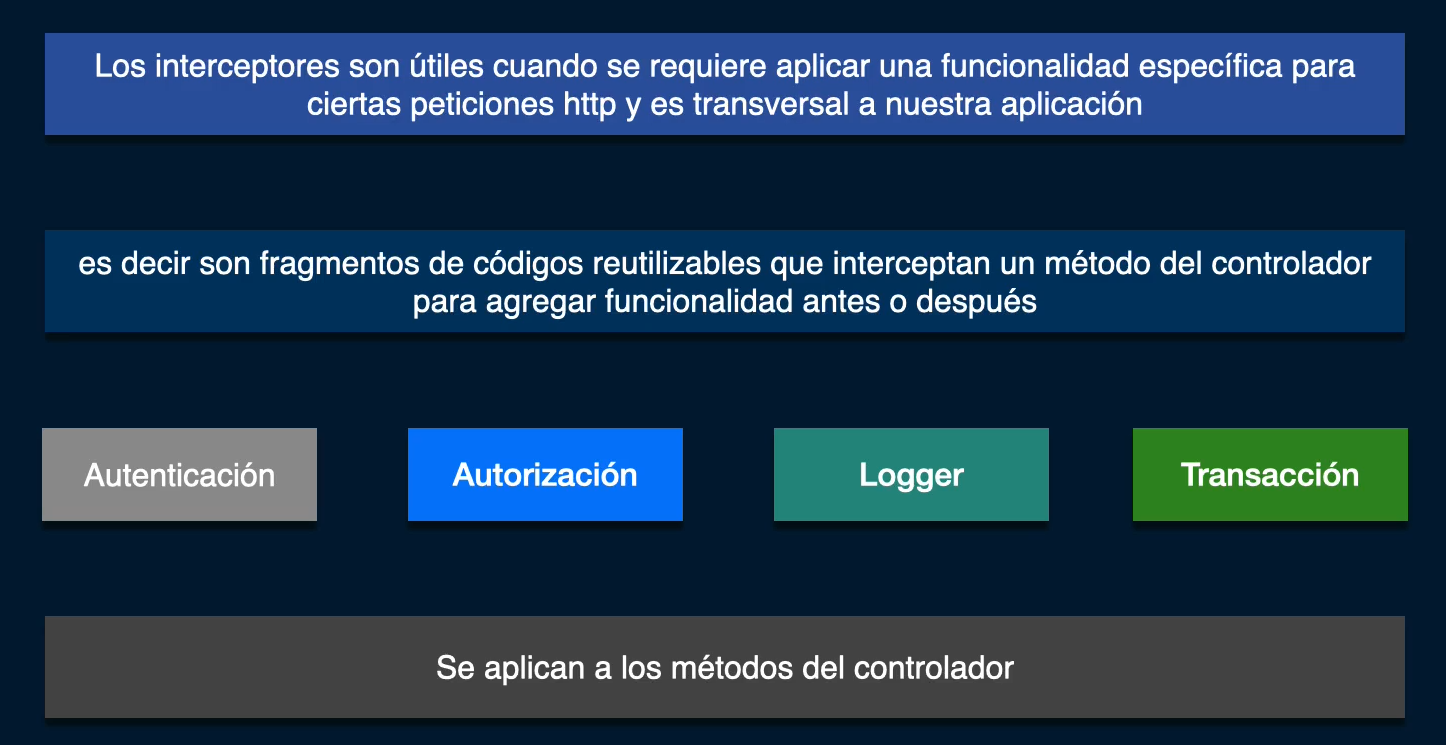 Los interceptores son útiles cuando se requiere aplicar una funcionalidad específica para
ciertas peticiones http y es transversal a nuestra aplicación
es decir son fragmentos de códigos reutilizables que interceptan un método del controlador
para agregar funcionalidad antes o después
Autenticación
Autorización
Logger
Transacción
Se aplican a los métodos del controlador